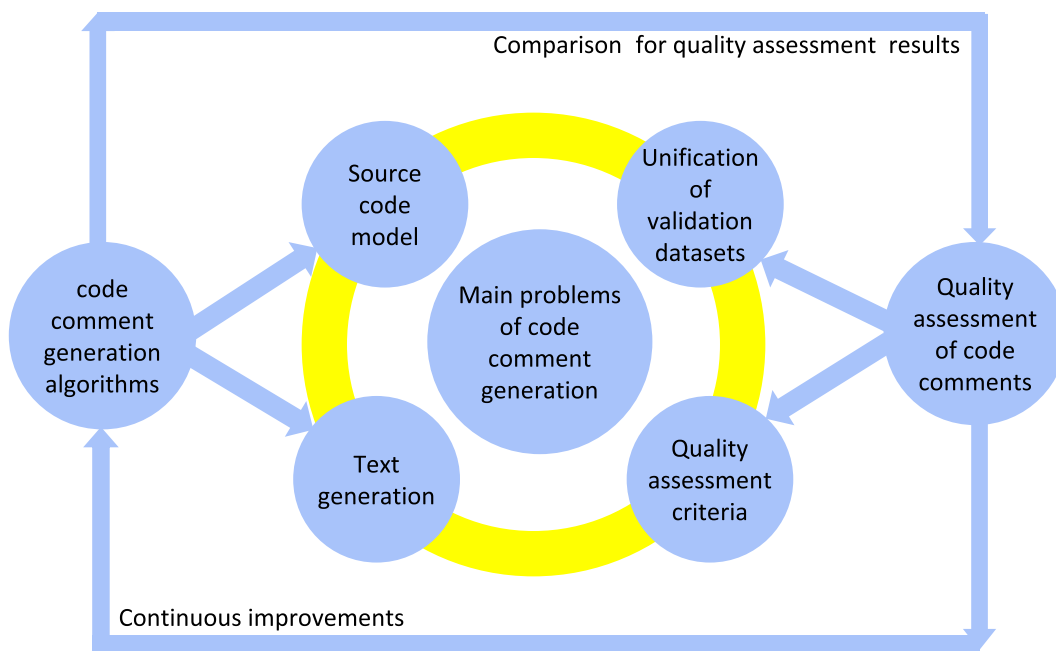 Comparison for quality assessment results
Source
code
model
Unification
of
validation
datasets
code
comment
generation
algorithms
Main problems
of code
comment
generation
Quality
assessment
of code
comments
Text
generation
Quality
assessment
criteria
Continuous improvements